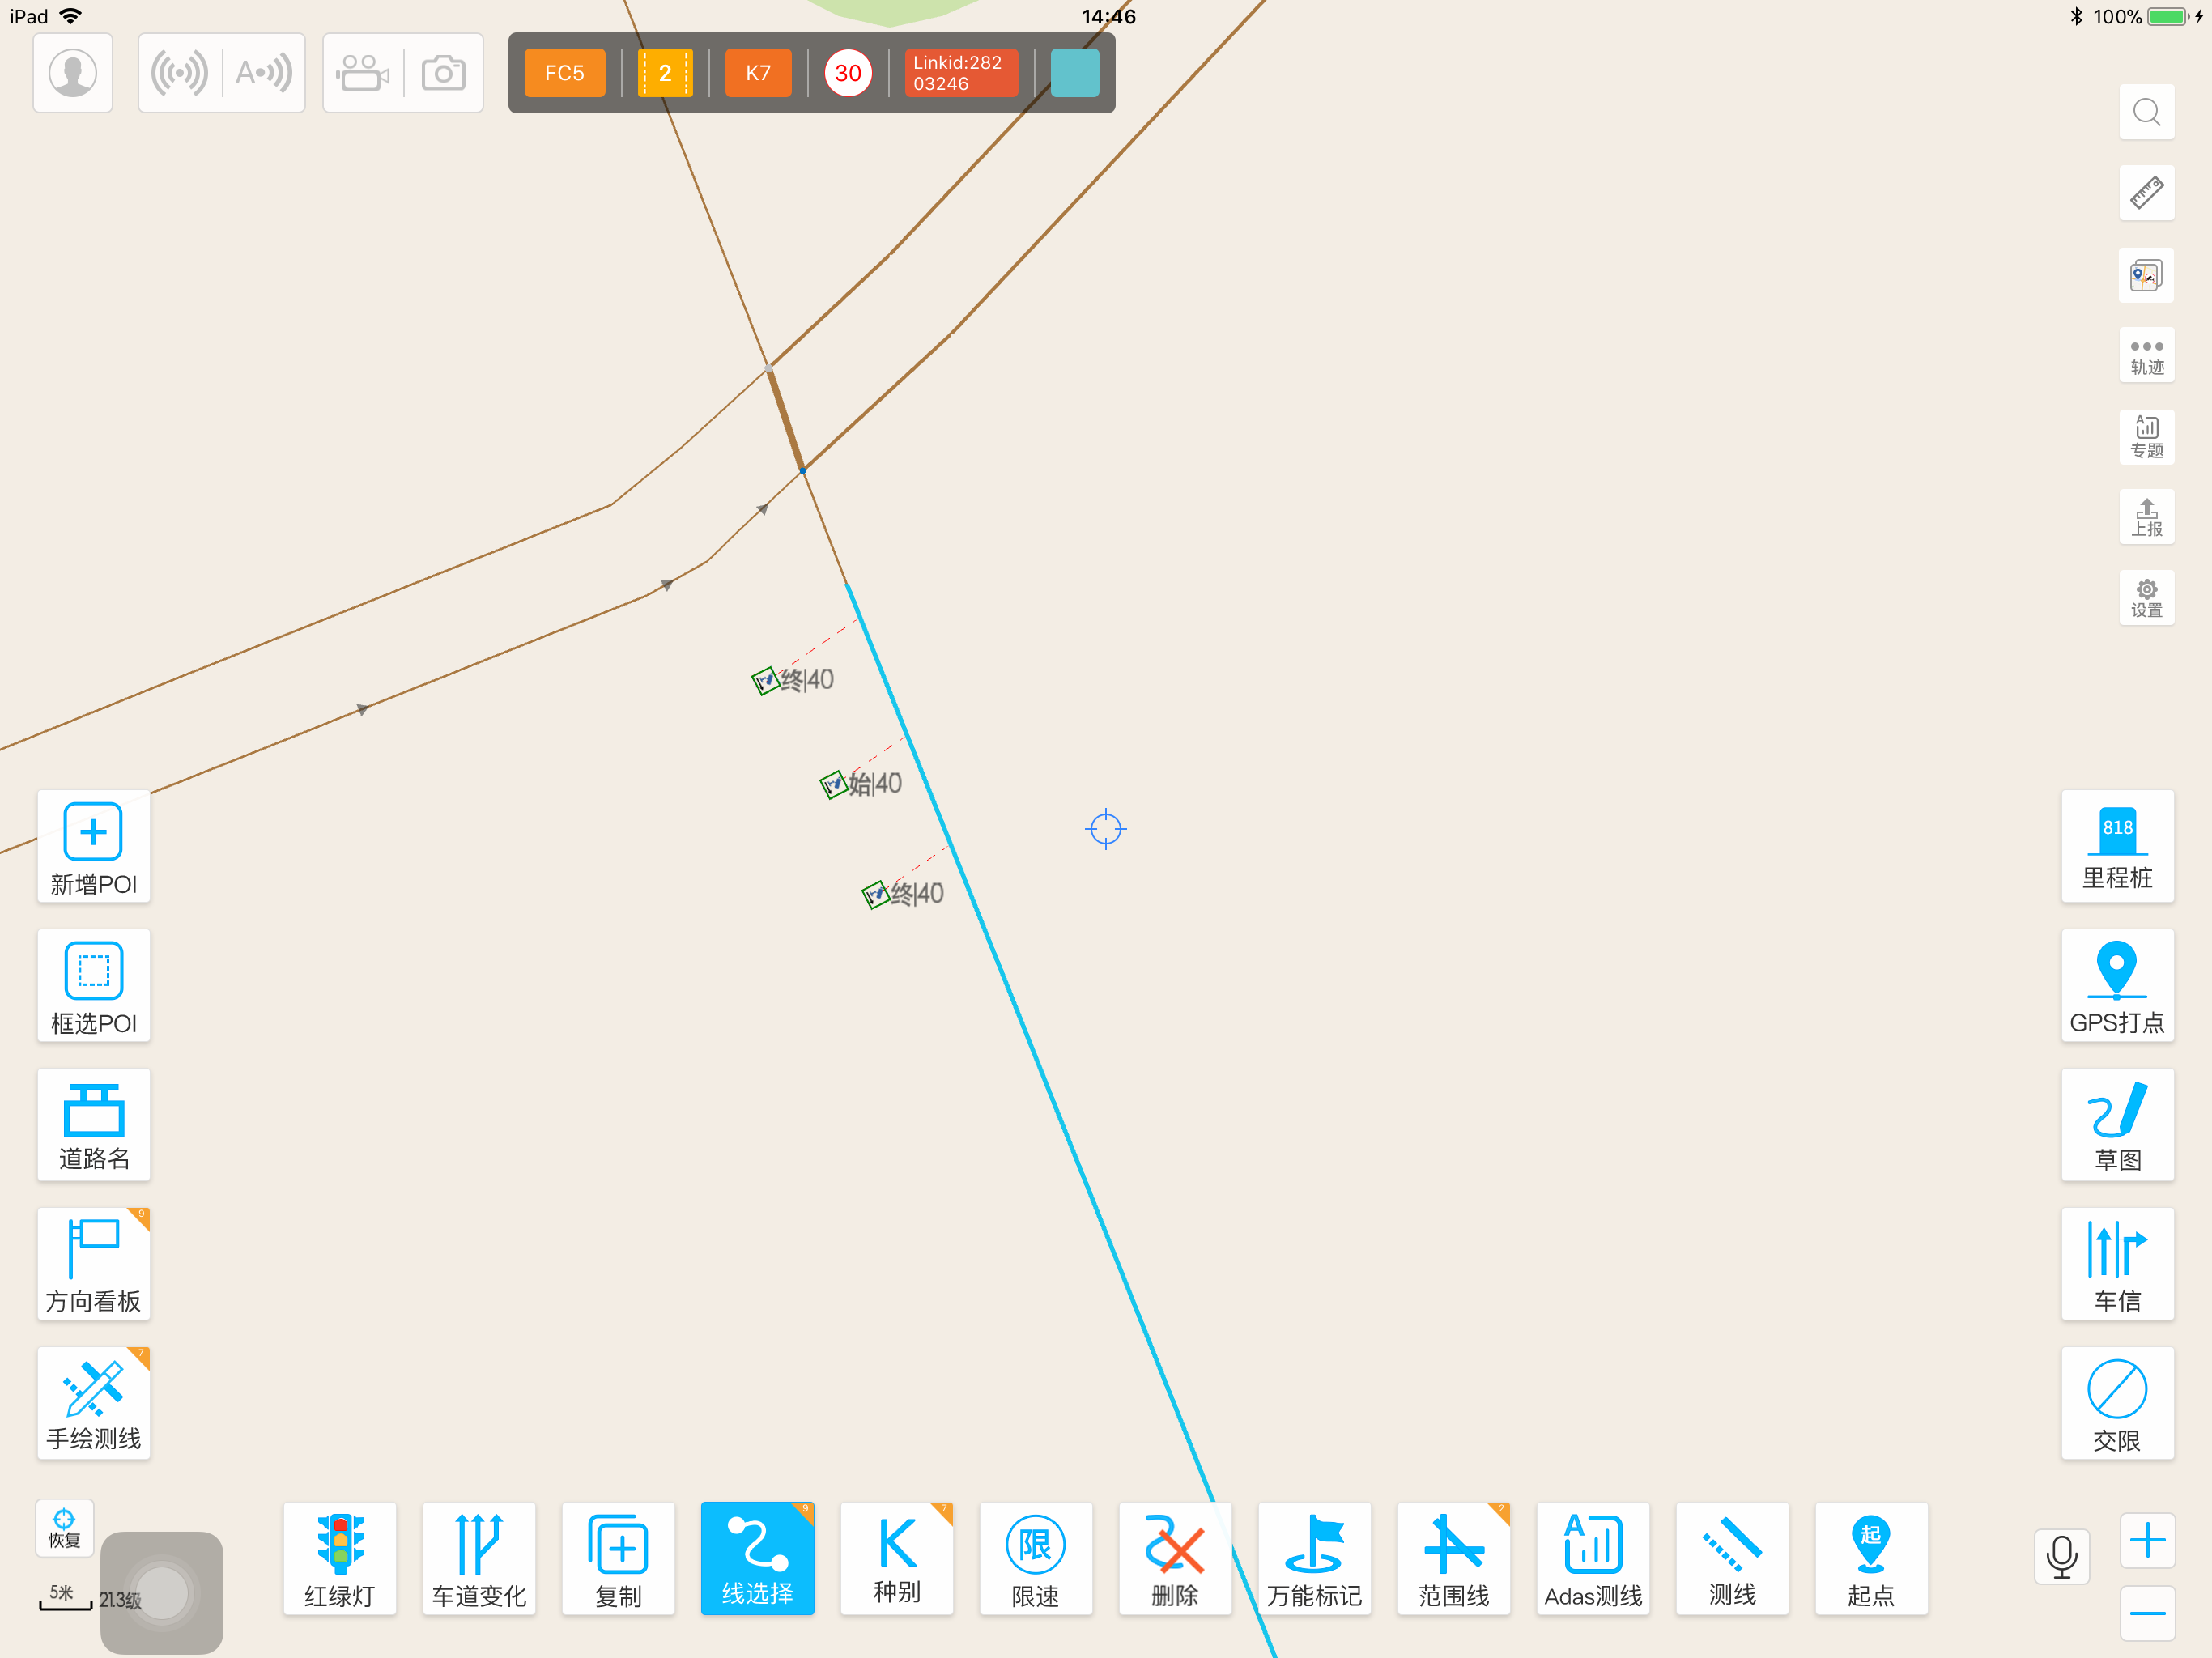 iPad
14:46
100%
A
FC5
2
K7
30
Linkid:282
03246
轨迹
A
专题
上报
设置
终|40
始|40
终|40
新增POI
框选POI
道路名
9
方向看板
7
手绘测线
818
里程桩
GPS打点
草图
车信
交限
恢复
5米
21.3级
红绿灯
车道变化
复制
9
线选择
7
K
种别
限
限速
删除
万能标记
2
范围线
A
Adas测线
测线
起
起点